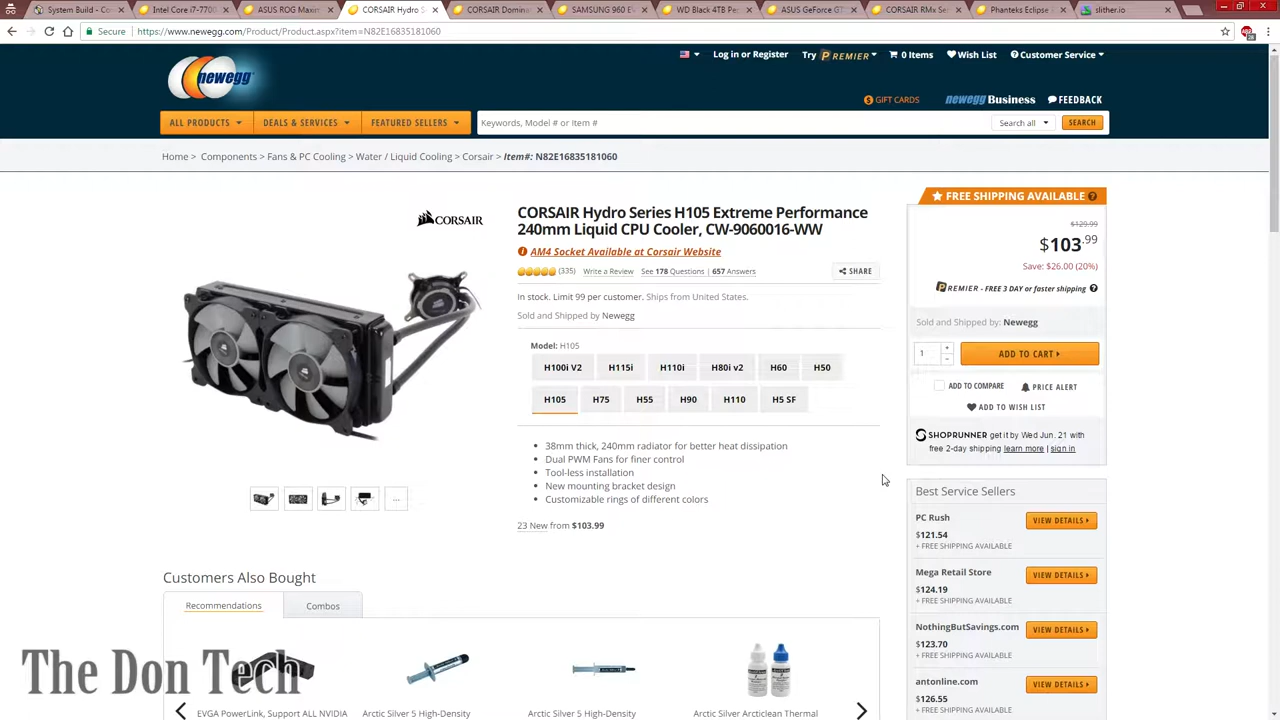 System Build - Co
Intel Core i7-770
ASUS ROG Maxim
CORSAIR Hydro S
CORSAIR Domina
SAMSUNG 960 EV
WD Black 4TB Pe
ASUS GeForce GT
CORSAIR RMx Se
Phanteks Eclipse
slither.io
Secure
https://www.newegg.com/Product/Product.aspx?item=N82E16835181060
newegg
Log in or Register
Try PREMIER
0 Items
Wish List
Customer Service
GIFT CARDS
newegg Business
FEEDBACK
ALL PRODUCTS
DEALS & SERVICES
FEATURED SELLERS
Keywords, Model # or Item #
Search all
SEARCH
Home > Components > Fans & PC Cooling > Water / Liquid Cooling > Corsair > Item#: N82E16835181060
CORSAIR
CORSAIR Hydro Series H105 Extreme Performance
240mm Liquid CPU Cooler, CW-9060016-WW
AM4 Socket Available at Corsair Website
(335) Write a Review See 178 Questions | 657 Answers
SHARE
In stock. Limit 99 per customer. Ships from United States.
Sold and Shipped by Newegg
Model: H105
H100i V2 H115i H110i H80i v2 H60 H50
H105 H75 H55 H90 H110 H5 SF
38mm thick, 240mm radiator for better heat dissipation
Dual PWM Fans for finer control
Tool-less installation
New mounting bracket design
Customizable rings of different colors
23 New from $103.99
...
FREE SHIPPING AVAILABLE ?
$129.99
$103.99
Save: $26.00 (20%)
PREMIER - FREE 3 DAY or faster shipping ?
Sold and Shipped by: Newegg
1
+
-
ADD TO CART
ADD TO COMPARE
PRICE ALERT
ADD TO WISH LIST
SHOPRUNNER get it by Wed Jun. 21 with
free 2-day shipping learn more | sign in
Best Service Sellers
PC Rush
$121.54
+ FREE SHIPPING AVAILABLE
VIEW DETAILS
Mega Retail Store
$124.19
+ FREE SHIPPING AVAILABLE
VIEW DETAILS
NothingButSavings.com
$123.70
+ FREE SHIPPING AVAILABLE
VIEW DETAILS
antonline.com
$126.55
+ FREE SHIPPING AVAILABLE
VIEW DETAILS
Customers Also Bought
Recommendations
Combos
EVGA PowerLink, Support ALL NVIDIA
Arctic Silver 5 High-Density
Arctic Silver 5 High-Density
Arctic Silver Arcticlean Thermal
The Don Tech